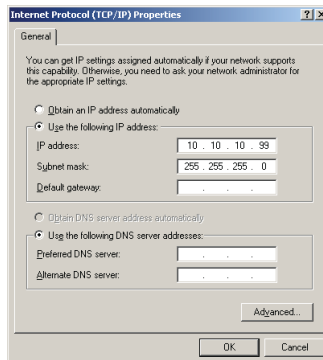 Internet Protocol (TCP/IP) Properties
General
You can get IP settings assigned automatically if your network supports
this capability. Otherwise, you need to ask your network administrator for
the appropriate IP settings.
Obtain an IP address automatically
Use the following IP address:
IP address: 10 . 10 . 10 . 99
Subnet mask: 255 . 255 . 255 . 0
Default gateway: . . .
Obtain DNS server address automatically
Use the following DNS server addresses:
Preferred DNS server: . . .
Alternate DNS server: . . .
Advanced...
OK Cancel